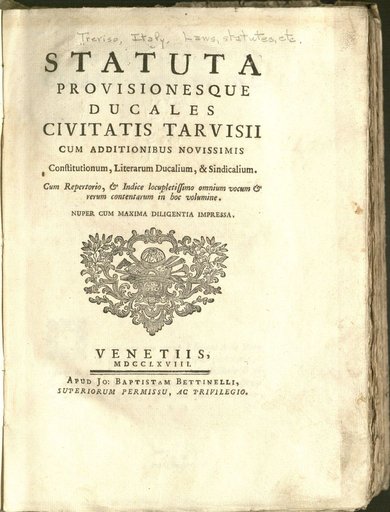 Treviso, Italy. Laws, statutes, etc.
STATUTA
PROVISIONESQUE
DUCALES
CIVITATIS TARVISII
CUM ADDITIONIBUS NOVISSIMIS
Constitutionum, Literarum Ducalium, & Sindicalium.
Cum Repertorio, & Indice locupletissimo omnium vocum &
rerum contentarum in hoc volumine.
NUPER CUM MAXIMA DILIGENTIA IMPRESSA.
VENETIIS,
MDCCLXVIII.
APUD JO: BAPTISTAM BETTINELLI,
SUPERIORUM PERMISSU, AC PRIVILEGIO.